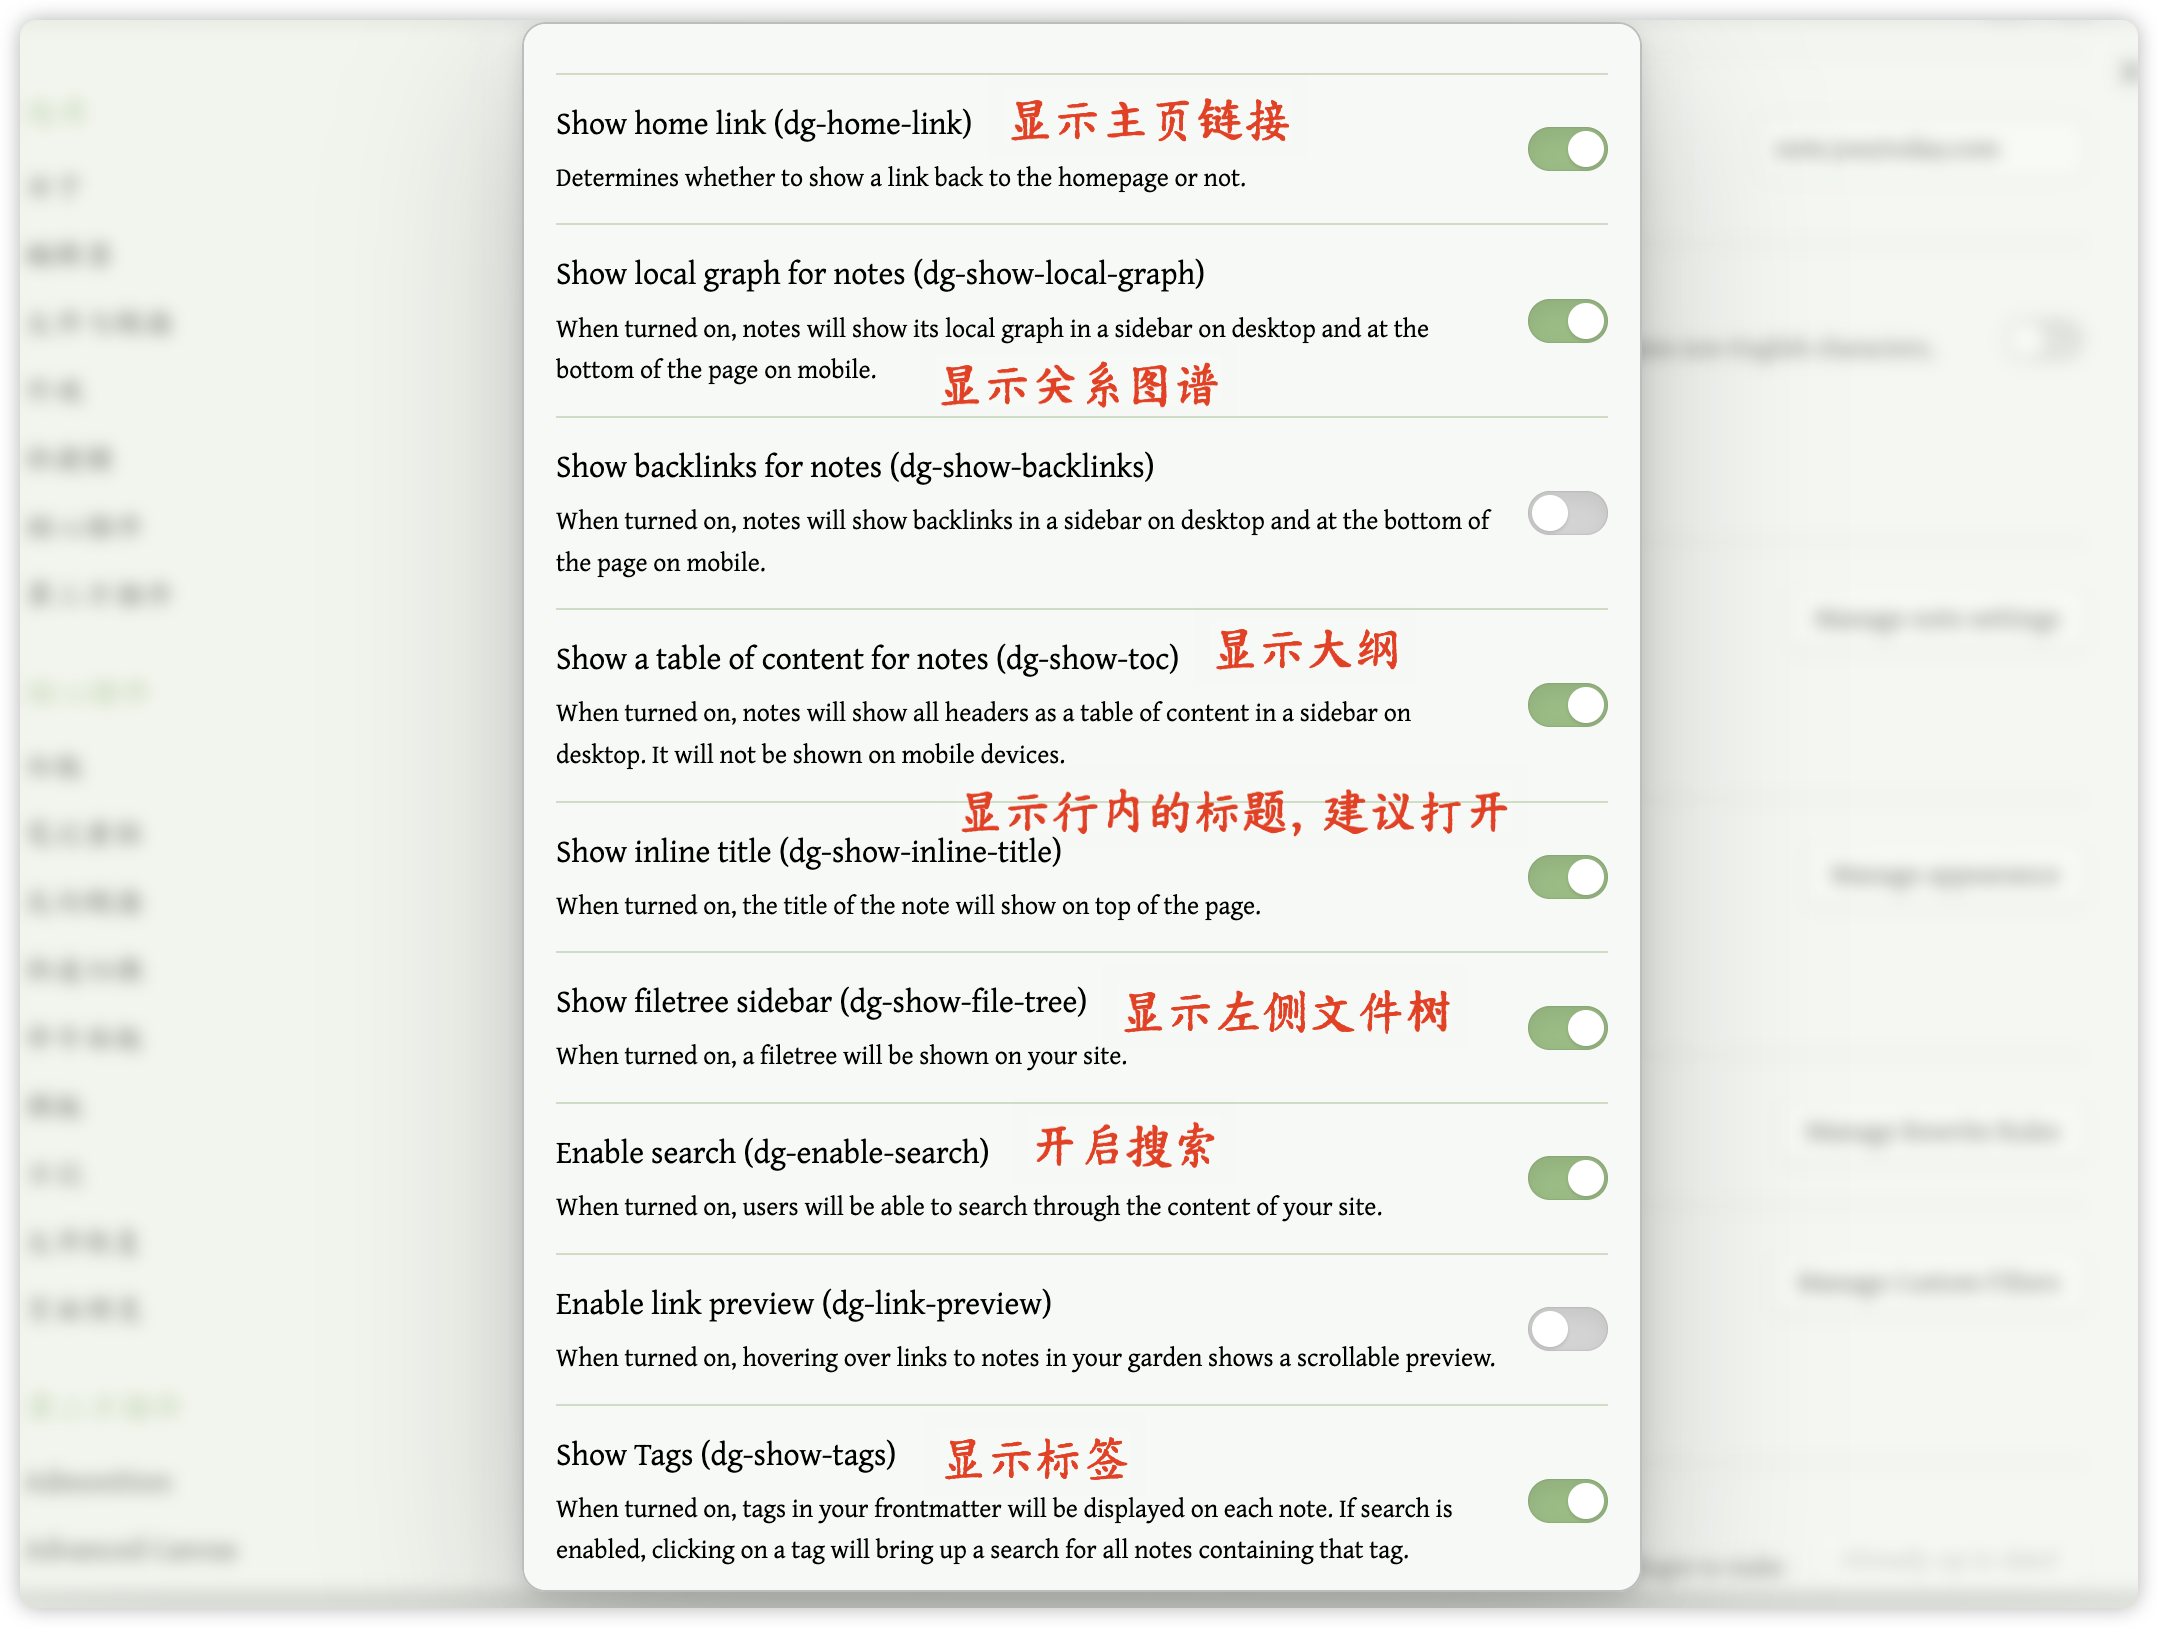 Show home link (dg-home-link) 显示主页链接
Determines whether to show a link back to the homepage or not.
Show local graph for notes (dg-show-local-graph)
When turned on, notes will show its local graph in a sidebar on desktop and at the
bottom of the page on mobile. 显示关系图谱
Show backlinks for notes (dg-show-backlinks)
When turned on, notes will show backlinks in a sidebar on desktop and at the bottom of
the page on mobile.
Show a table of content for notes (dg-show-toc) 显示大纲
When turned on, notes will show all headers as a table of content in a sidebar on
desktop. It will not be shown on mobile devices.
显示行内的标题, 建议打开
Show inline title (dg-show-inline-title)
When turned on, the title of the note will show on top of the page.
Show filetree sidebar (dg-show-file-tree) 显示左侧文件树
When turned on, a filetree will be shown on your site.
Enable search (dg-enable-search) 开启搜索
When turned on, users will be able to search through the content of your site.
Enable link preview (dg-link-preview)
When turned on, hovering over links to notes in your garden shows a scrollable preview.
Show Tags (dg-show-tags) 显示标签
When turned on, tags in your frontmatter will be displayed on each note. If search is
enabled, clicking on a tag will bring up a search for all notes containing that tag.
Manage note settings
Manage appearance
Manage Rewrite Rules
Manage Custom Filters